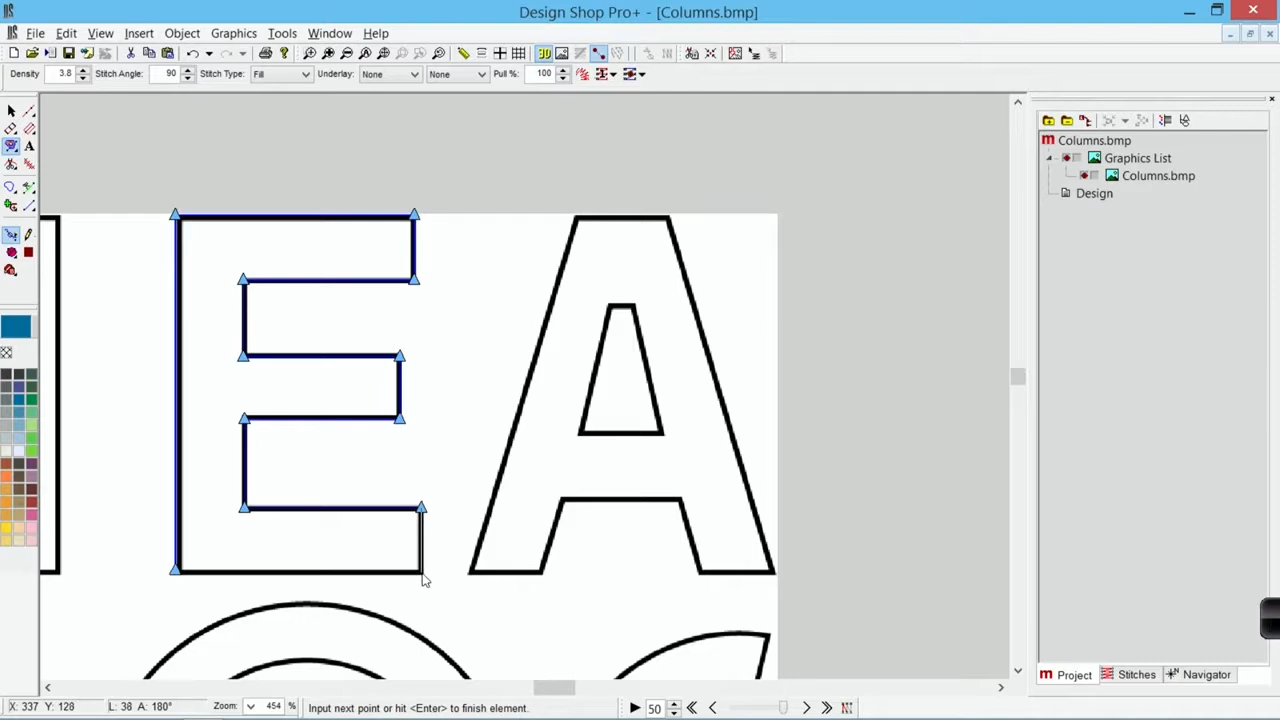 Design Shop Pro+ - [Columns.bmp]
File Edit View Insert Object Graphics Tools Window Help
3D
Density 3.8 Stitch Angle: 90 Stitch Type: Fill Underlay: None None Pull %: 100
A
Columns.bmp
Graphics List
Columns.bmp
Design
E A
Project Stitches Navigator
X: 337 Y: 128 L: 38 A: 180° Zoom: 454 % Input next point or hit <Enter> to finish element. 50